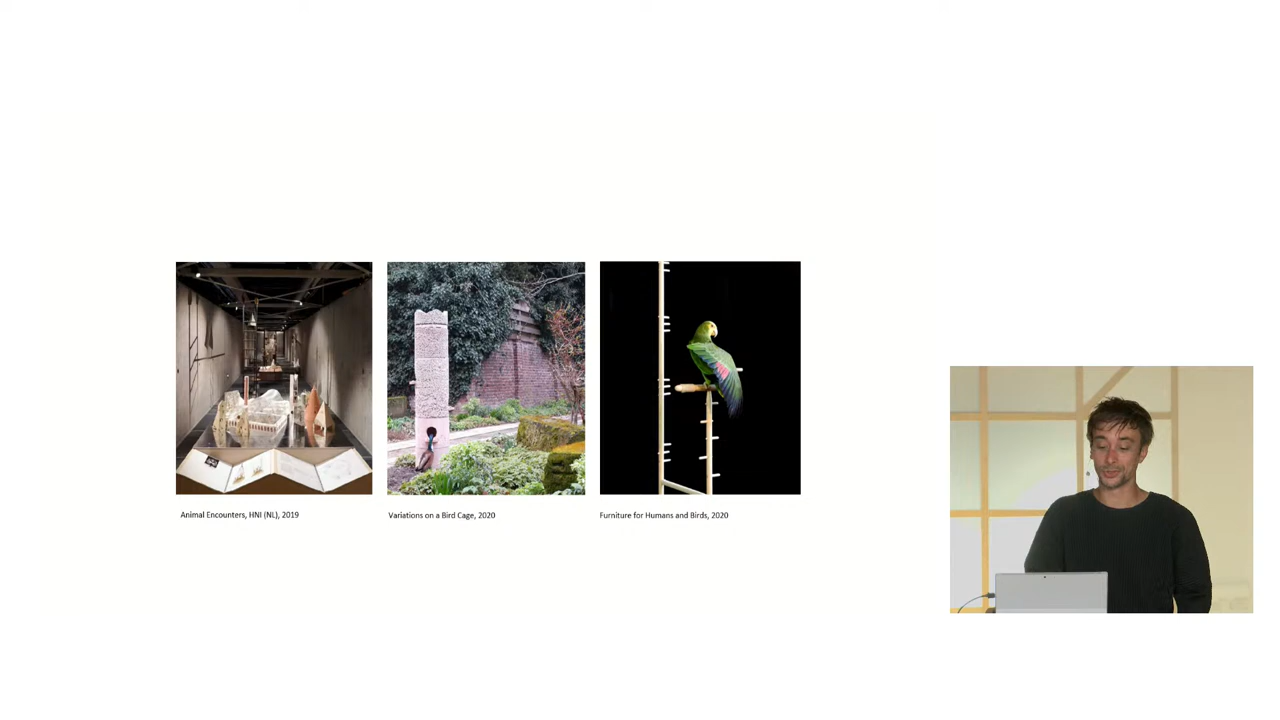 Animal Encounters, HNI (NL), 2019
Variations on a Bird Cage, 2020
Furniture for Humans and Birds, 2020